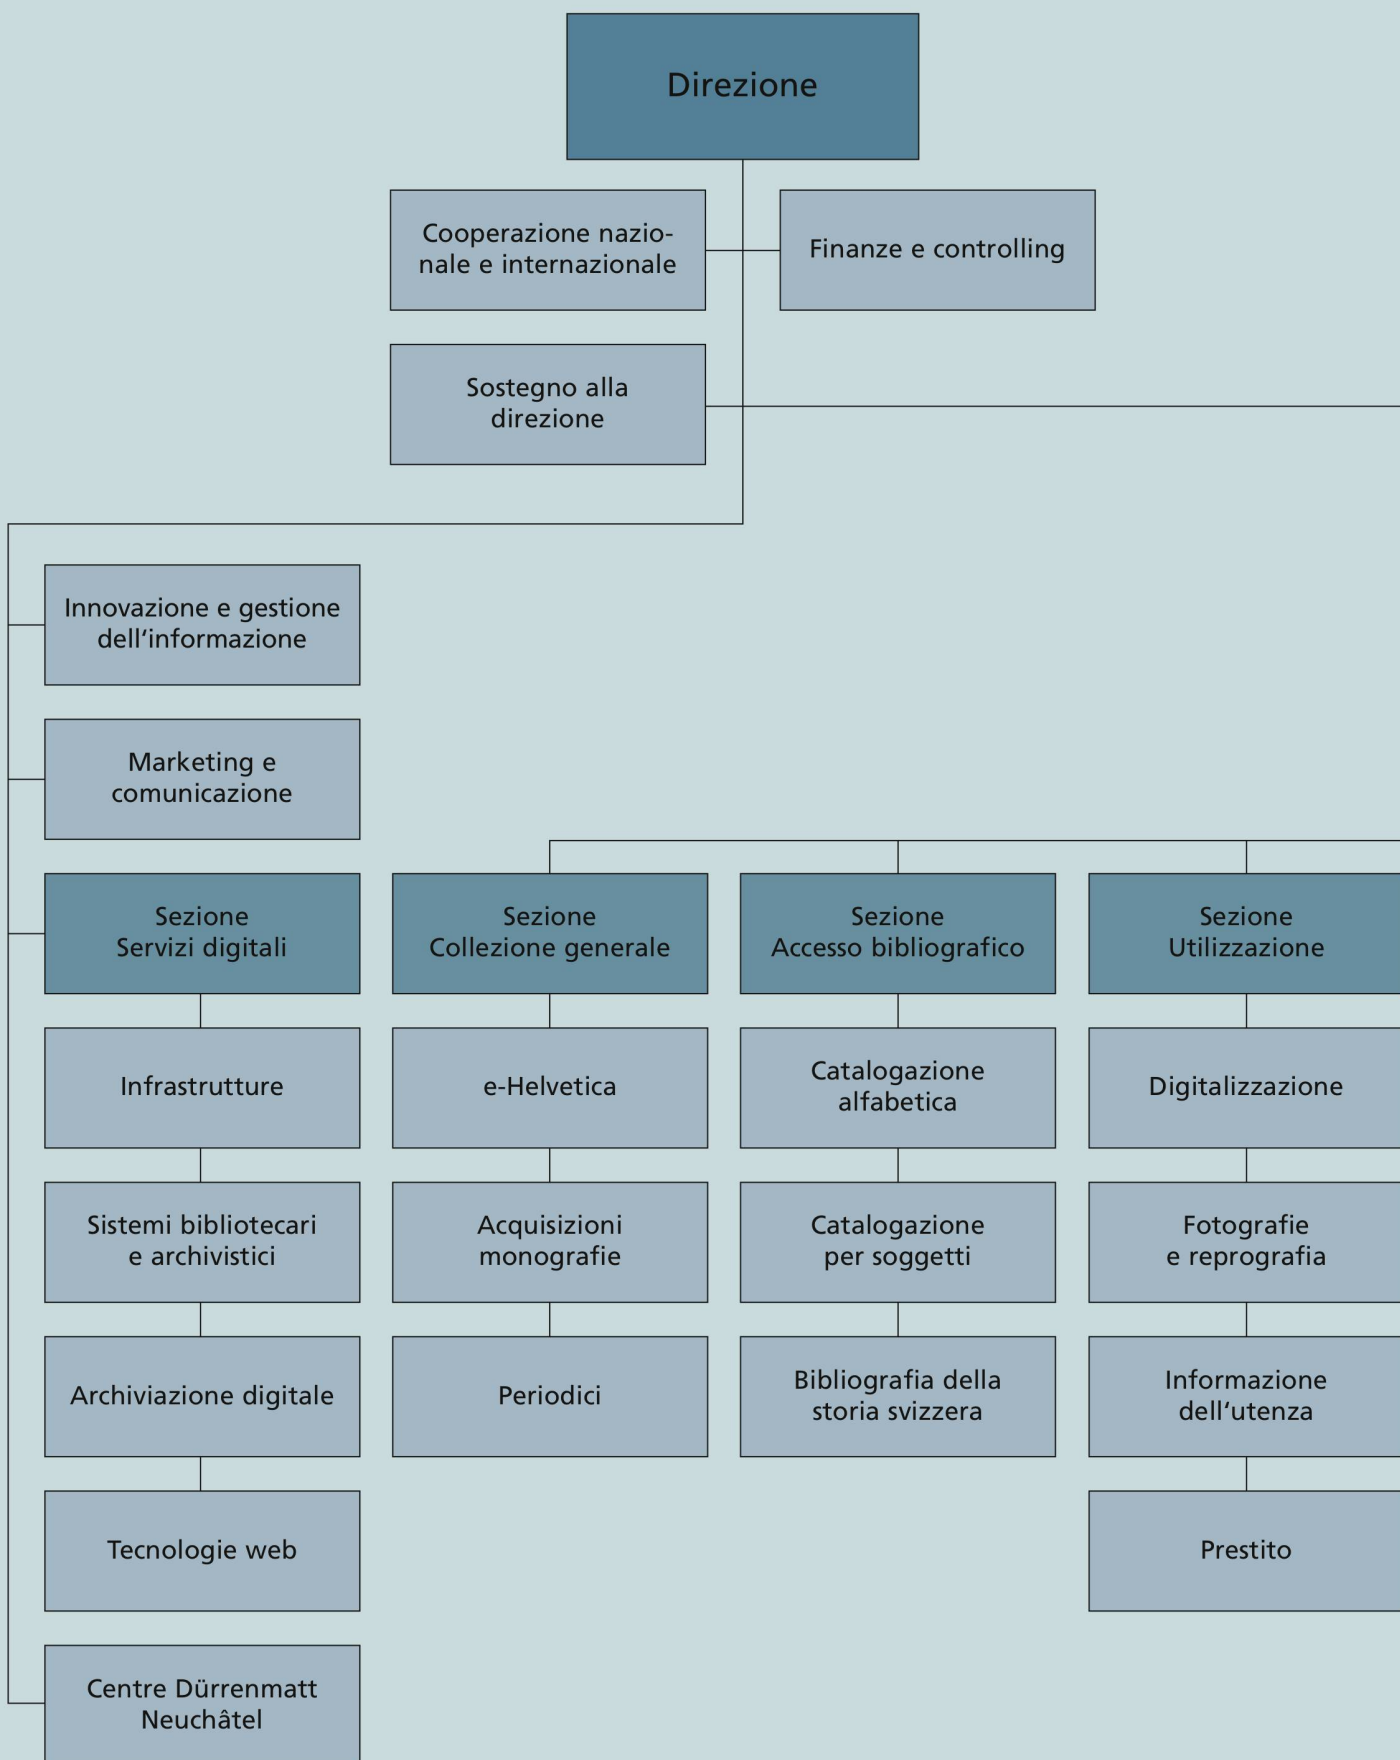 Direzione
Cooperazione nazio-
nale e internazionale
Finanze e controlling
Sostegno alla
direzione
Innovazione e gestione
dell‘informazione
Marketing e
comunicazione
Sezione
Servizi digitali
Sezione
Collezione generale
Sezione
Accesso bibliografico
Sezione
Utilizzazione
Infrastrutture
e-Helvetica
Catalogazione
alfabetica
Digitalizzazione
Sistemi bibliotecari
e archivistici
Acquisizioni
monografie
Catalogazione
per soggetti
Fotografie
e reprografia
Archiviazione digitale
Periodici
Bibliografia della
storia svizzera
Informazione
dell‘utenza
Tecnologie web
Prestito
Centre Dürrenmatt
Neuchâtel